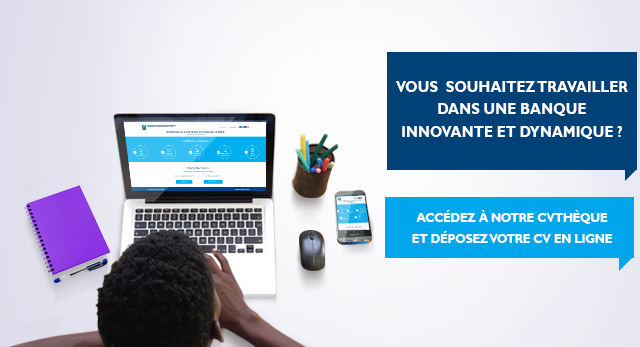 VOUS SOUHAITEZ TRAVAILLER
DANS UNE BANQUE
INNOVANTE ET DYNAMIQUE ?
ACCÉDEZ À NOTRE CVTHÈQUE
ET DÉPOSEZ VOTRE CV EN LIGNE